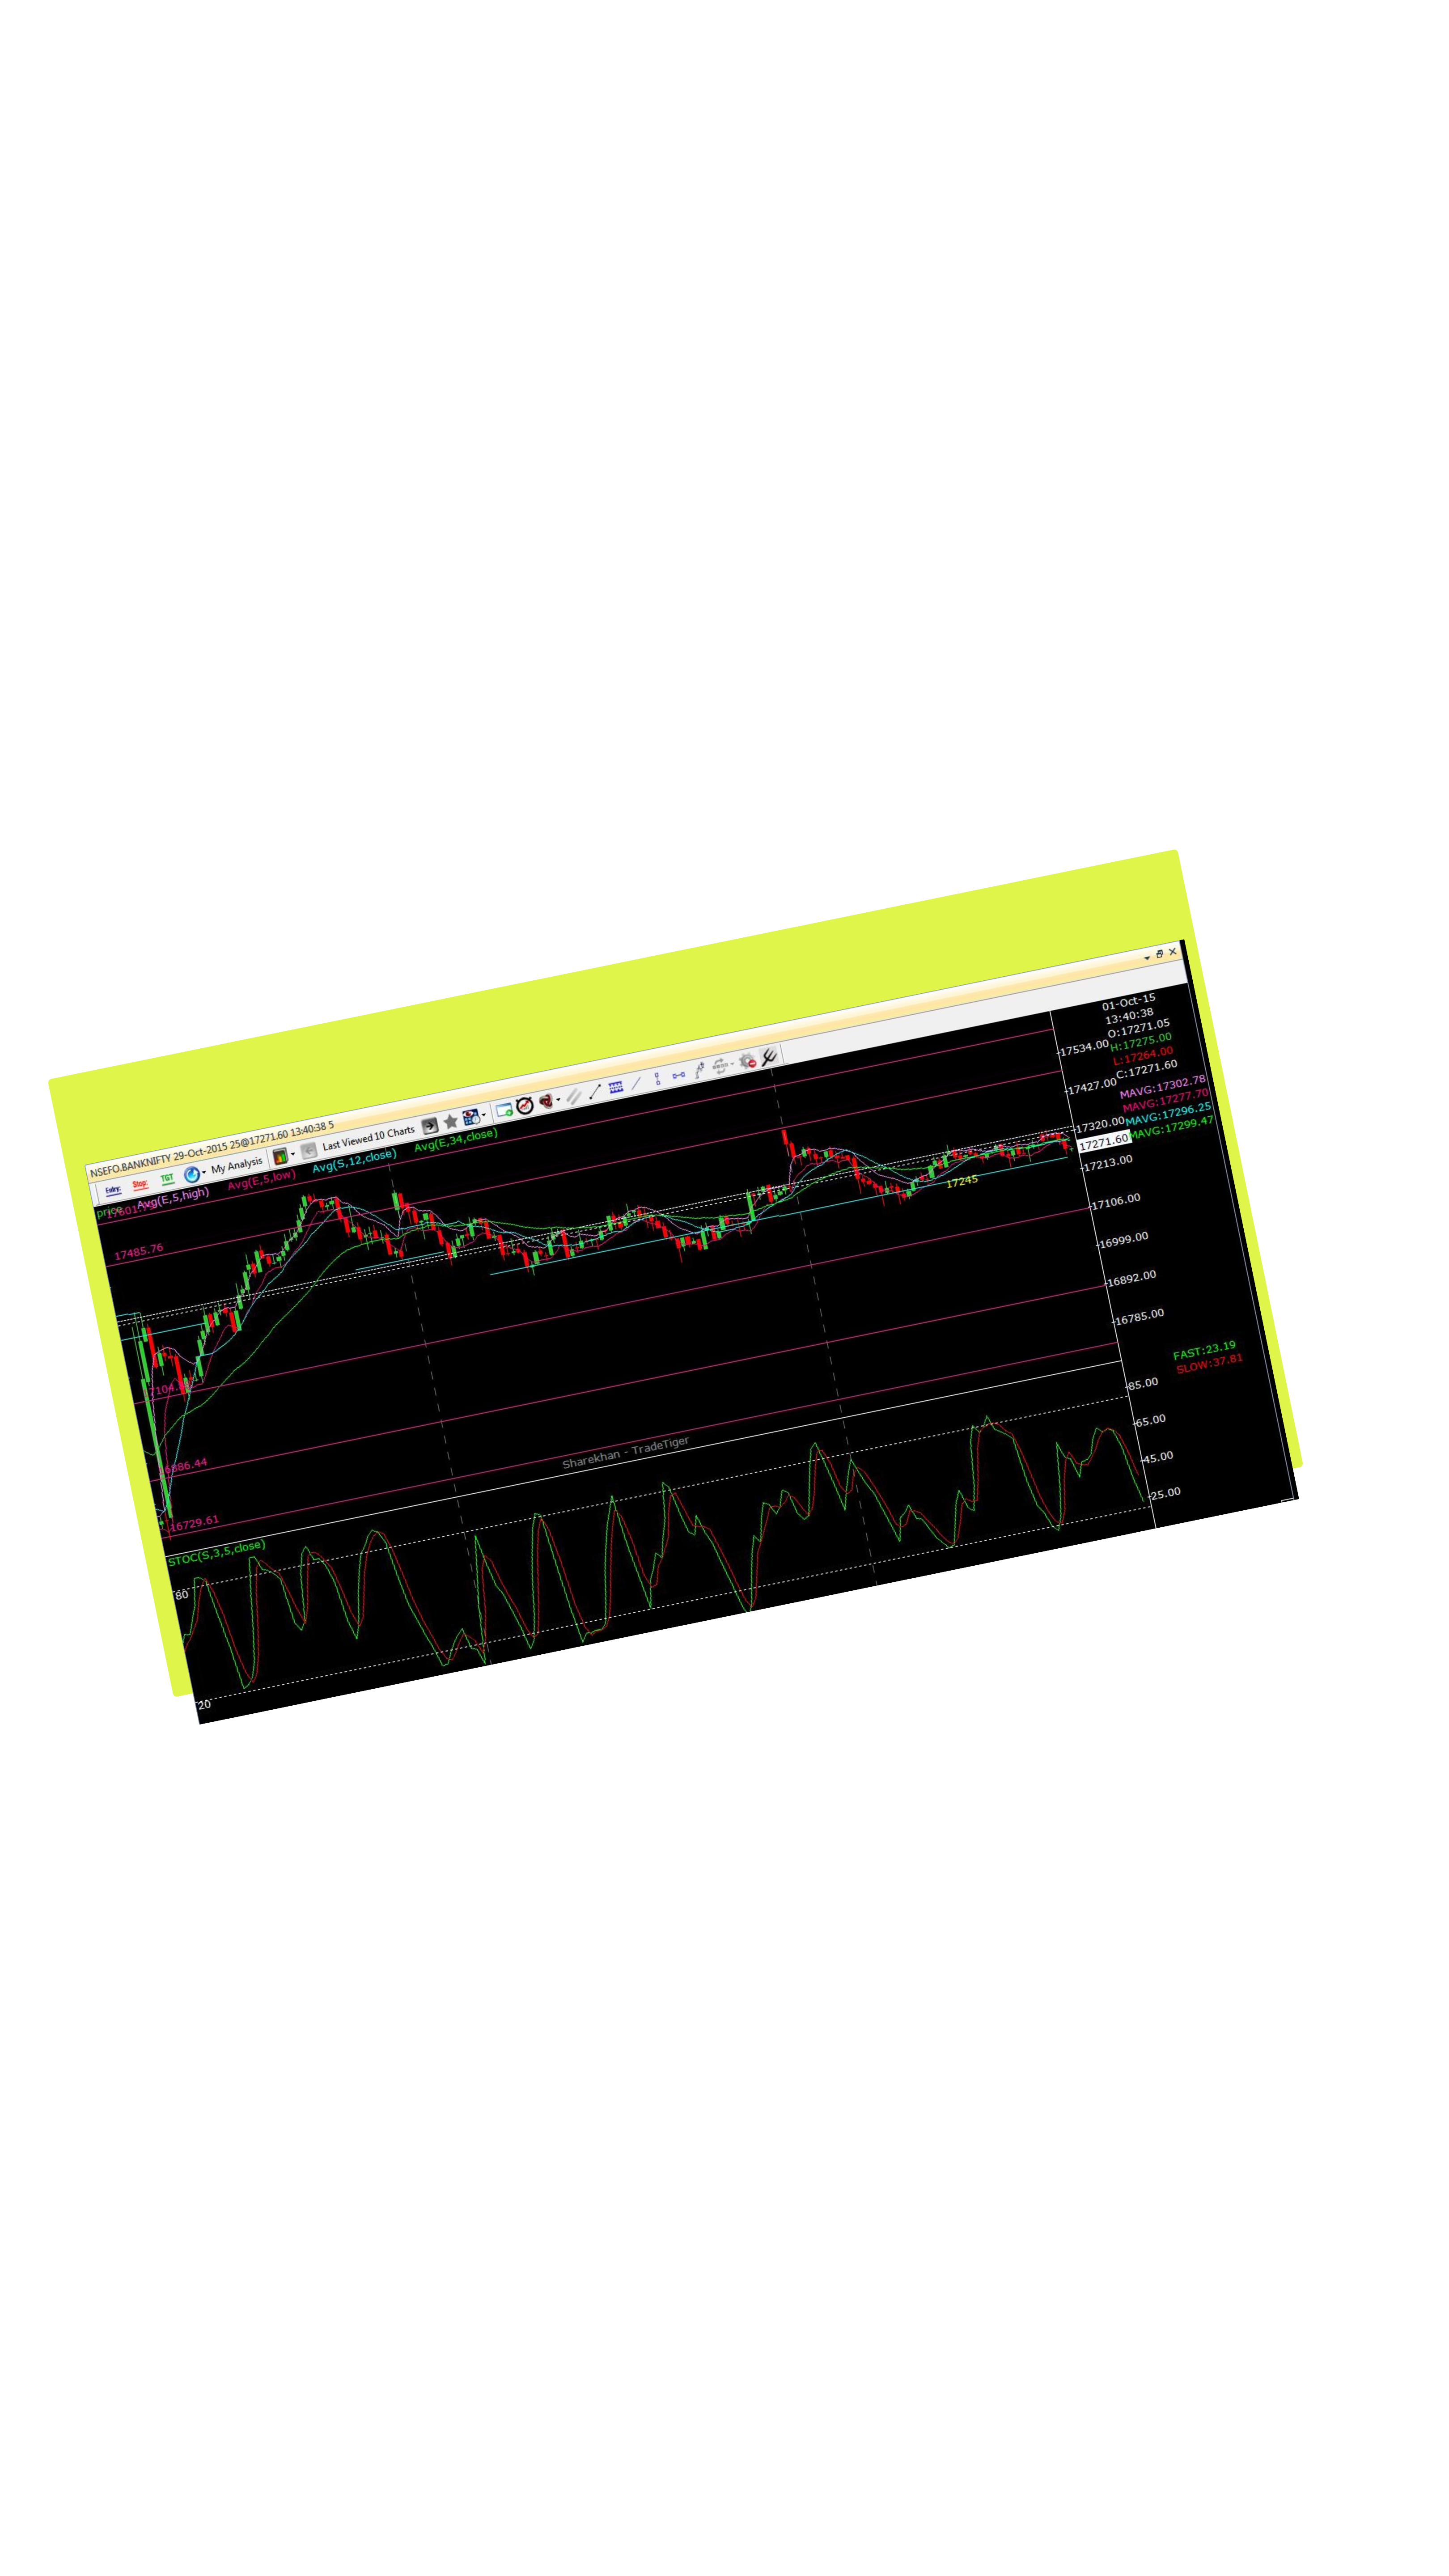 NSEFO.BANKNIFTY 29-Oct-2015 25@17271.60 13:40:38 5
Entry: Stop: TGT My Analysis Last Viewed 10 Charts
price Avg(E,5,high) Avg(E,5,low) Avg(S,12,close) Avg(E,34,close)
01-Oct-15
13:40:38
O:17271.05
H:17275.00
L:17264.00
C:17271.60
MAVG:17302.78
MAVG:17277.70
MAVG:17296.25
MAVG:17299.47
17534.00
17427.00
17320.00
17271.60
17213.00
17106.00
16999.00
16892.00
16785.00
17485.76
17245
16729.61
Sharekhan - TradeTiger
STOC(S,3,5,close)
FAST:23.19
SLOW:37.81
85.00
65.00
45.00
25.00
80
20